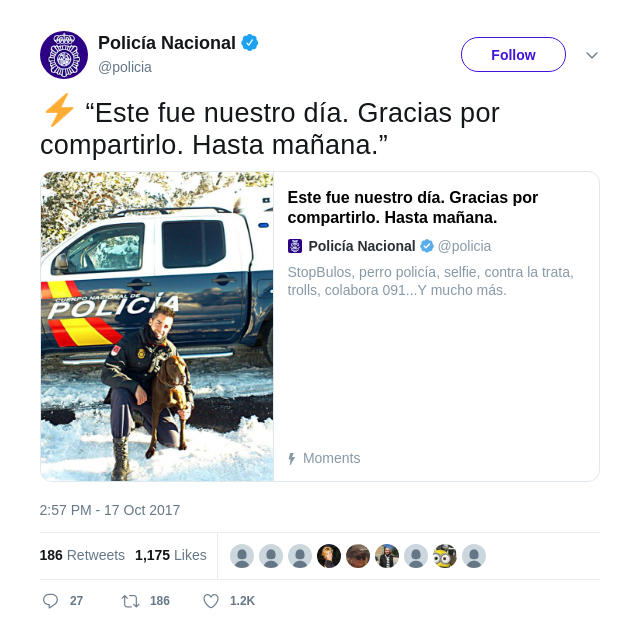 Policía Nacional
@policia
Follow
⚡ “Este fue nuestro día. Gracias por
compartirlo. Hasta mañana.”
CUERPO NACIONAL DE
POLICÍA
Este fue nuestro día. Gracias por
compartirlo. Hasta mañana.
Policía Nacional @policia
StopBulos, perro policía, selfie, contra la trata,
trolls, colabora 091...Y mucho más.
Moments
2:57 PM - 17 Oct 2017
186 Retweets 1,175 Likes
27 186 1.2K